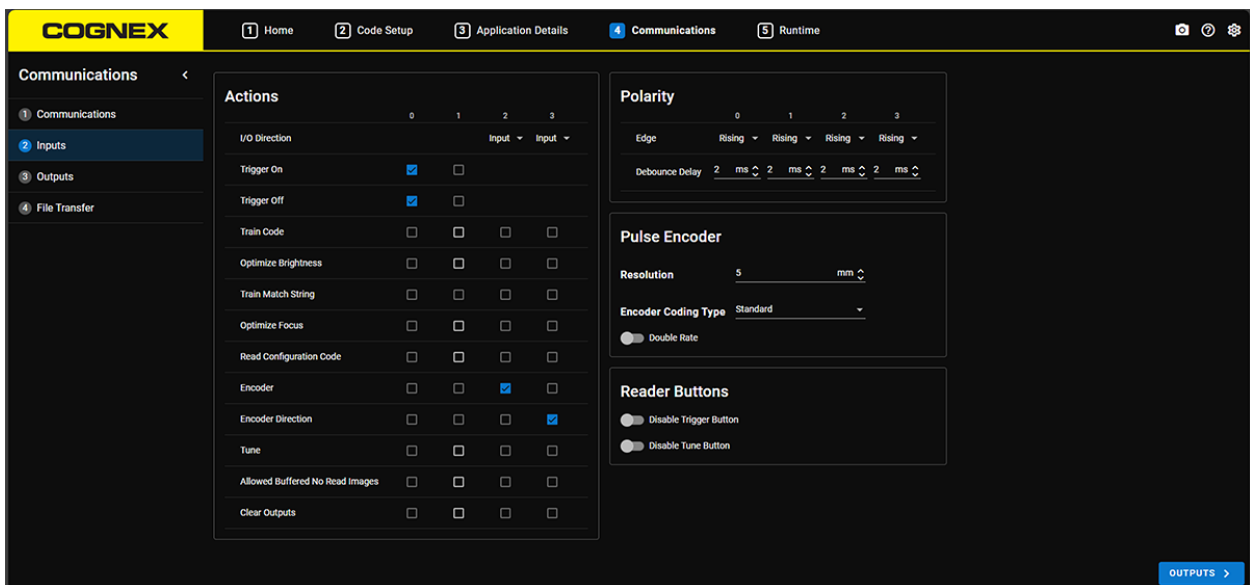 COGNEX
1 Home 2 Code Setup 3 Application Details 4 Communications 5 Runtime
Communications
1 Communications
2 Inputs
3 Outputs
4 File Transfer
Actions
0 1 2 3
I/O Direction Input Input
Trigger On
Trigger Off
Train Code
Optimize Brightness
Train Match String
Optimize Focus
Read Configuration Code
Encoder
Encoder Direction
Tune
Allowed Buffered No Read Images
Clear Outputs
Polarity
0 1 2 3
Edge Rising Rising Rising Rising
Debounce Delay 2 ms 2 ms 2 ms 2 ms
Pulse Encoder
Resolution 5 mm
Encoder Coding Type Standard
Double Rate
Reader Buttons
Disable Trigger Button
Disable Tune Button
OUTPUTS